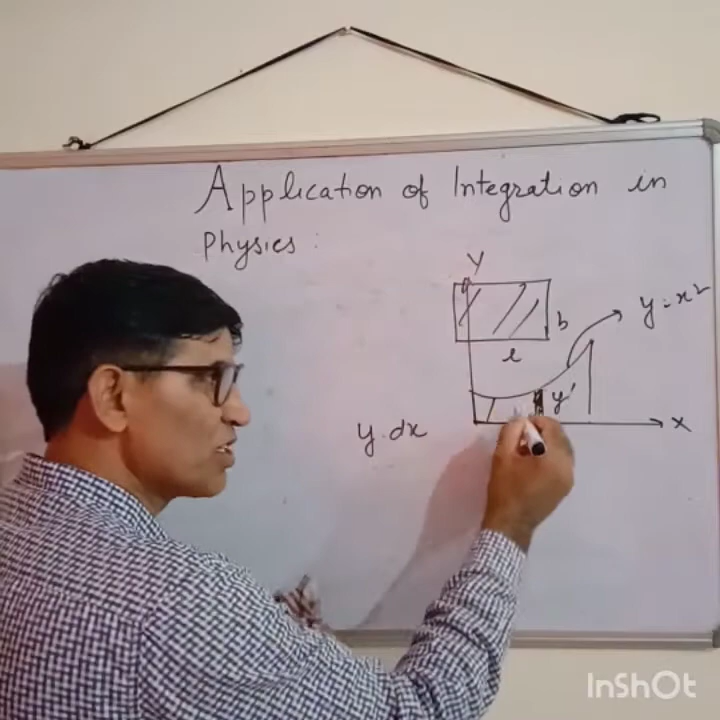 Application of Integration in
Physics :
Y
b
l
y = x²
y'
y.dx
X
InShOt